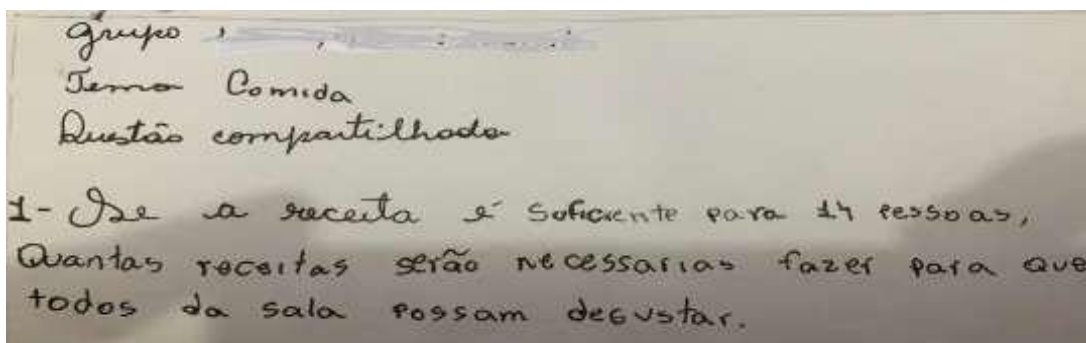 grupo
Tema Comida
Questão compartilhada
1- Se a receita é suficiente para 14 pessoas,
Quantas receitas serão necessarias fazer para que
todos da sala possam degustar.